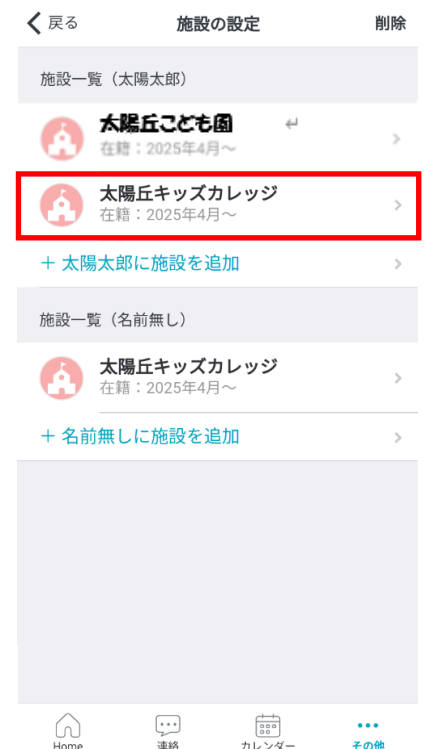 戻る 施設の設定 削除
施設一覧（太陽太郎）
太陽丘こども園 ↵
在籍：2025年4月～
太陽丘キッズカレッジ
在籍：2025年4月～
＋ 太陽太郎に施設を追加
施設一覧（名前無し）
太陽丘キッズカレッジ
在籍：2025年4月～
＋ 名前無しに施設を追加
Home 連絡 カレンダー その他